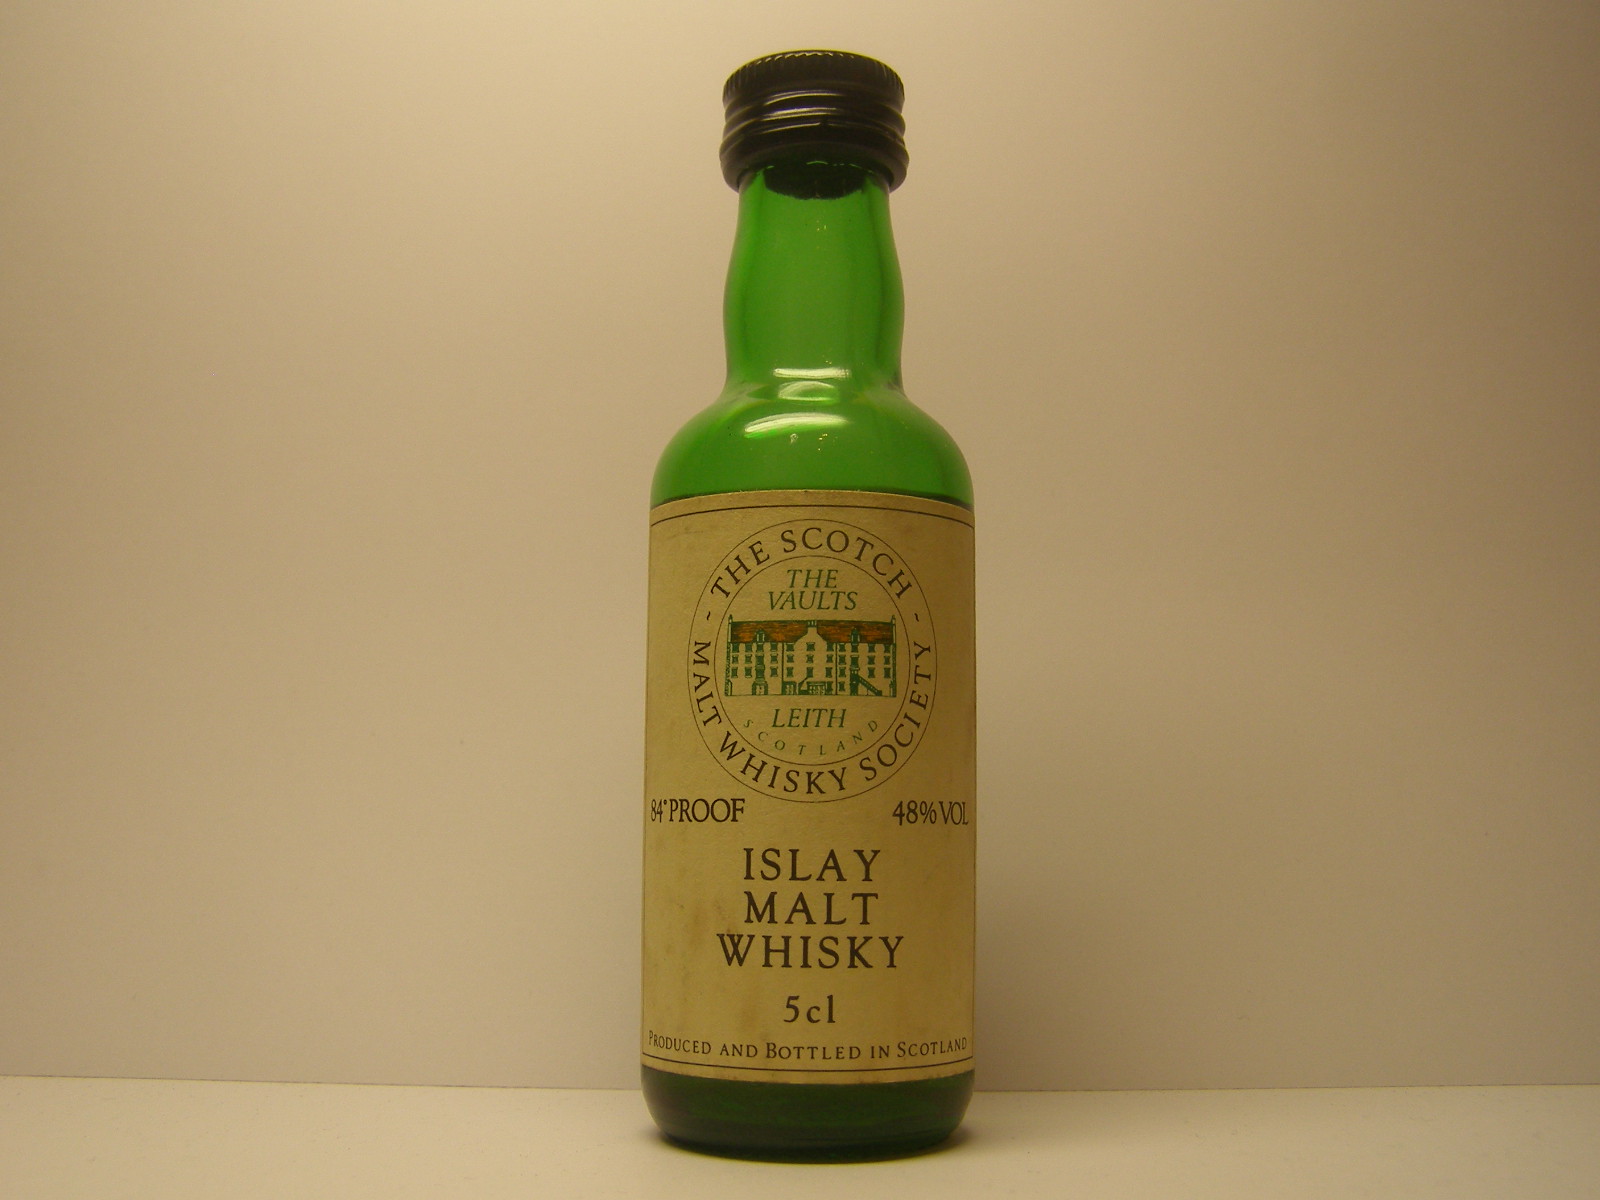 - THE SCOTCH -
MALT WHISKY SOCIETY
THE
VAULTS
LEITH
SCOTLAND
84° PROOF
48% VOL
ISLAY
MALT
WHISKY
5cl
PRODUCED AND BOTTLED IN SCOTLAND